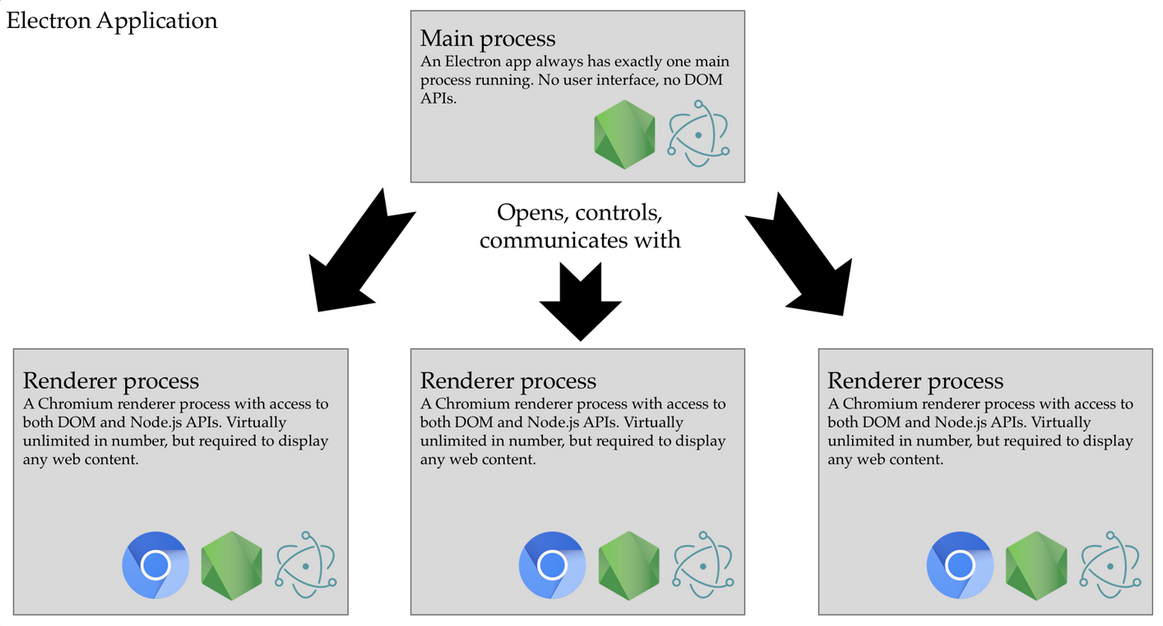 Electron Application
Main process
An Electron app always has exactly one main
process running. No user interface, no DOM
APIs.
Opens, controls,
communicates with
Renderer process
A Chromium renderer process with access to
both DOM and Node.js APIs. Virtually
unlimited in number, but required to display
any web content.
Renderer process
A Chromium renderer process with access to
both DOM and Node.js APIs. Virtually
unlimited in number, but required to display
any web content.
Renderer process
A Chromium renderer process with access to
both DOM and Node.js APIs. Virtually
unlimited in number, but required to display
any web content.